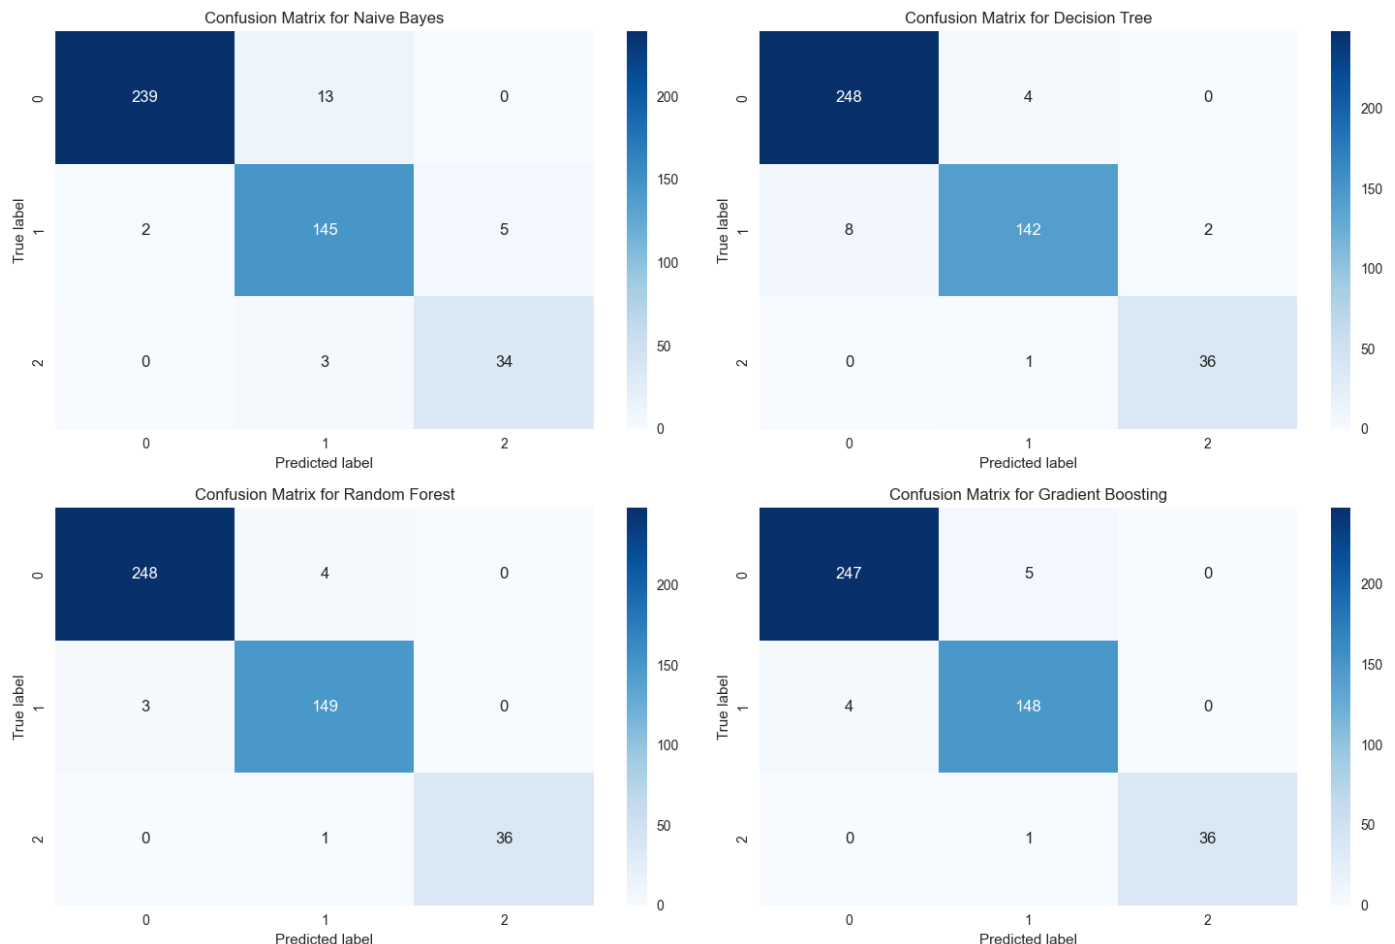 Confusion Matrix for Naive Bayes
239 13 0
2 145 5
0 3 34
0 1 2
0 1 2
True label
Predicted label
200
150
100
50
0
Confusion Matrix for Decision Tree
248 4 0
8 142 2
0 1 36
0 1 2
0 1 2
True label
Predicted label
200
150
100
50
0
Confusion Matrix for Random Forest
248 4 0
3 149 0
0 1 36
0 1 2
0 1 2
True label
Predicted label
200
150
100
50
0
Confusion Matrix for Gradient Boosting
247 5 0
4 148 0
0 1 36
0 1 2
0 1 2
True label
Predicted label
200
150
100
50
0